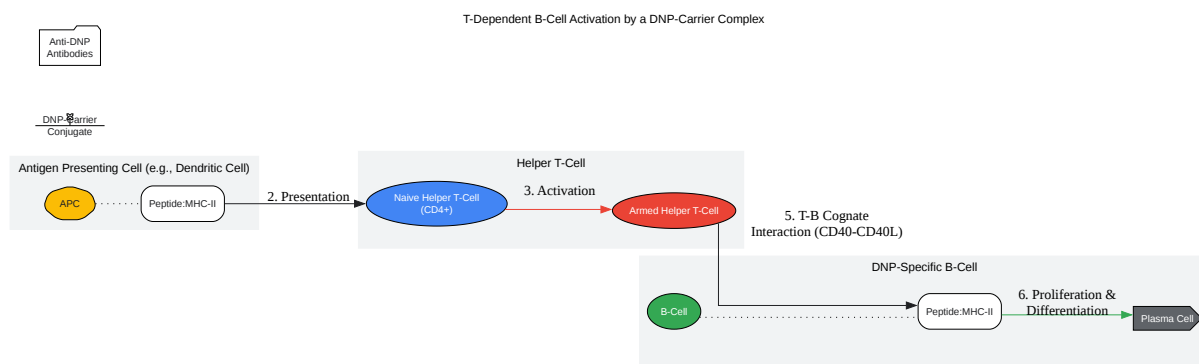 T-Dependent B-Cell Activation by a DNP-Carrier Complex
Anti-DNP
Antibodies
DNP-Carrier
Conjugate
Antigen Presenting Cell (e.g., Dendritic Cell)
APC
Peptide:MHC-II
2. Presentation
Helper T-Cell
Naive Helper T-Cell
(CD4+)
3. Activation
Armed Helper T-Cell
5. T-B Cognate
Interaction (CD40-CD40L)
DNP-Specific B-Cell
B-Cell
Peptide:MHC-II
6. Proliferation &
Differentiation
Plasma Cell